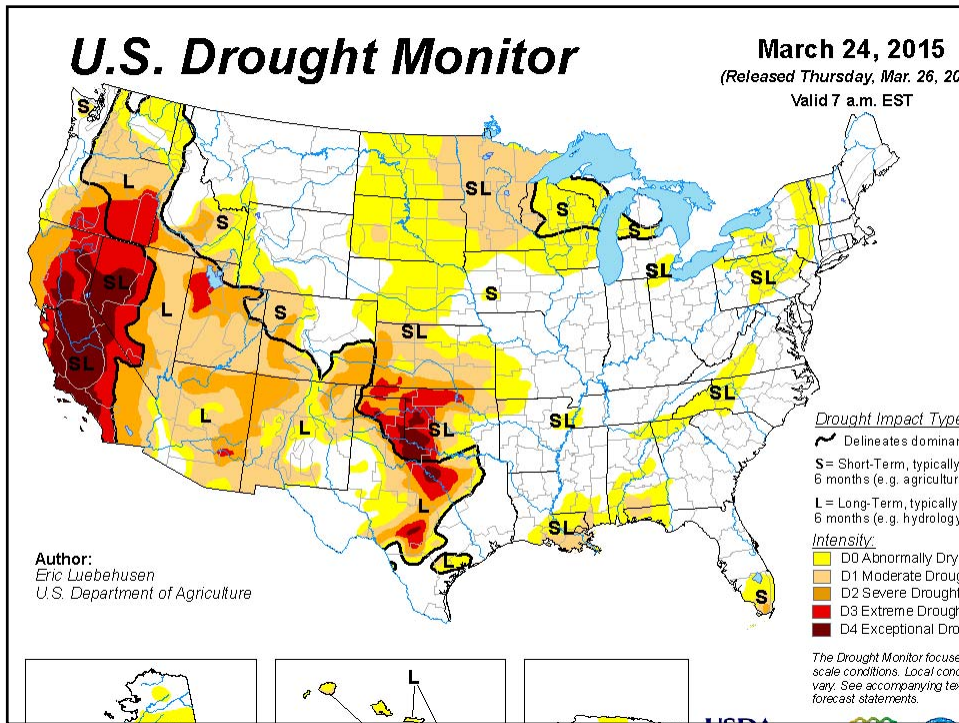 U.S. Drought Monitor
March 24, 2015
(Released Thursday, Mar. 26, 20
Valid 7 a.m. EST
S
L
SL
S
S
S
SL
SL
SL
L
S
S
SL
SL
L
L
SL
SL
SL
L
SL
L
S
Author:
Eric Luebehusen
U.S. Department of Agriculture
Drought Impact Type
Delineates dominan
S = Short-Term, typically
6 months (e.g. agricultur
L = Long-Term, typically
6 months (e.g. hydrology
Intensity:
D0 Abnormally Dry
D1 Moderate Droug
D2 Severe Drought
D3 Extreme Drough
D4 Exceptional Dro
The Drought Monitor focuse
scale conditions. Local cond
vary. See accompanying te
forecast statements.
L
USDA